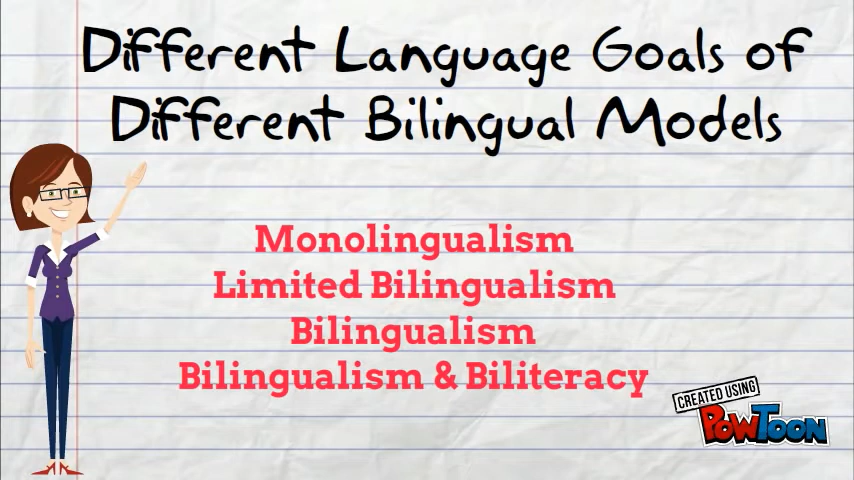 Different Language Goals of
Different Bilingual Models
Monolingualism
Limited Bilingualism
Bilingualism
Bilingualism & Biliteracy
CREATED USING
POWTOON